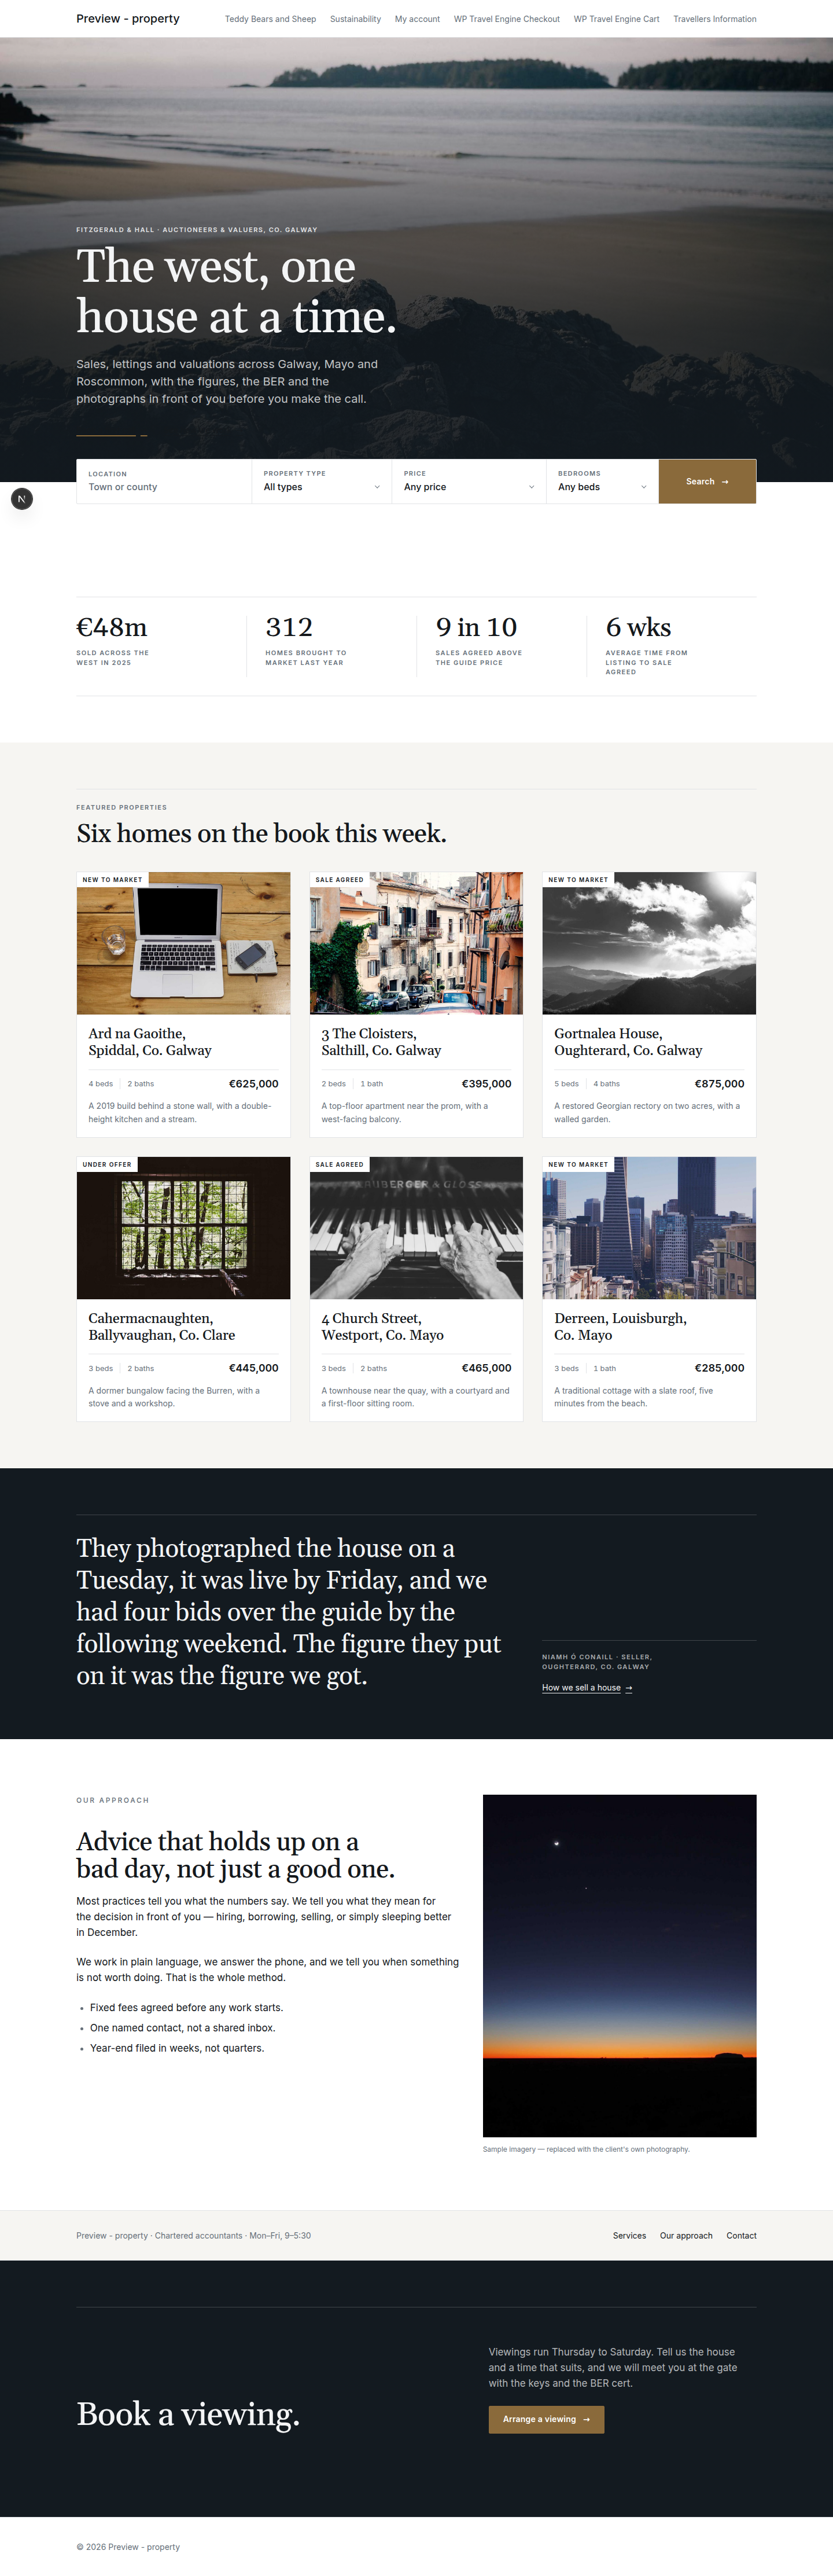 Preview - property
Teddy Bears and Sheep Sustainability My account WP Travel Engine Checkout WP Travel Engine Cart Travellers Information
FITZGERALD & HALL · AUCTIONEERS & VALUERS, CO. GALWAY
The west, one
house at a time.
Sales, lettings and valuations across Galway, Mayo and
Roscommon, with the figures, the BER and the
photographs in front of you before you make the call.
LOCATION
Town or county
PROPERTY TYPE
All types
PRICE
Any price
BEDROOMS
Any beds
Search →
N
€48m
SOLD ACROSS THE
WEST IN 2025
312
HOMES BROUGHT TO
MARKET LAST YEAR
9 in 10
SALES AGREED ABOVE
THE GUIDE PRICE
6 wks
AVERAGE TIME FROM
LISTING TO SALE
AGREED
FEATURED PROPERTIES
Six homes on the book this week.
NEW TO MARKET
Ard na Gaoithe,
Spiddal, Co. Galway
4 beds 2 baths €625,000
A 2019 build behind a stone wall, with a double-
height kitchen and a stream.
SALE AGREED
3 The Cloisters,
Salthill, Co. Galway
2 beds 1 bath €395,000
A top-floor apartment near the prom, with a
west-facing balcony.
NEW TO MARKET
Gortnalea House,
Oughterard, Co. Galway
5 beds 4 baths €875,000
A restored Georgian rectory on two acres, with a
walled garden.
UNDER OFFER
Cahermacnaughten,
Ballyvaughan, Co. Clare
3 beds 2 baths €445,000
A dormer bungalow facing the Burren, with a
stove and a workshop.
SALE AGREED
4 Church Street,
Westport, Co. Mayo
3 beds 2 baths €465,000
A townhouse near the quay, with a courtyard and
a first-floor sitting room.
NEW TO MARKET
Derreen, Louisburgh,
Co. Mayo
3 beds 1 bath €285,000
A traditional cottage with a slate roof, five
minutes from the beach.
They photographed the house on a
Tuesday, it was live by Friday, and we
had four bids over the guide by the
following weekend. The figure they put
on it was the figure we got.
NIAMH Ó CONAILL · SELLER,
OUGHTERARD, CO. GALWAY
How we sell a house →
OUR APPROACH
Advice that holds up on a
bad day, not just a good one.
Most practices tell you what the numbers say. We tell you what they mean for
the decision in front of you — hiring, borrowing, selling, or simply sleeping better
in December.
We work in plain language, we answer the phone, and we tell you when something
is not worth doing. That is the whole method.
• Fixed fees agreed before any work starts.
• One named contact, not a shared inbox.
• Year-end filed in weeks, not quarters.
Sample imagery — replaced with the client's own photography.
Preview - property · Chartered accountants · Mon–Fri, 9–5:30
Services Our approach Contact
Book a viewing.
Viewings run Thursday to Saturday. Tell us the house
and a time that suits, and we will meet you at the gate
with the keys and the BER cert.
Arrange a viewing →
© 2026 Preview - property